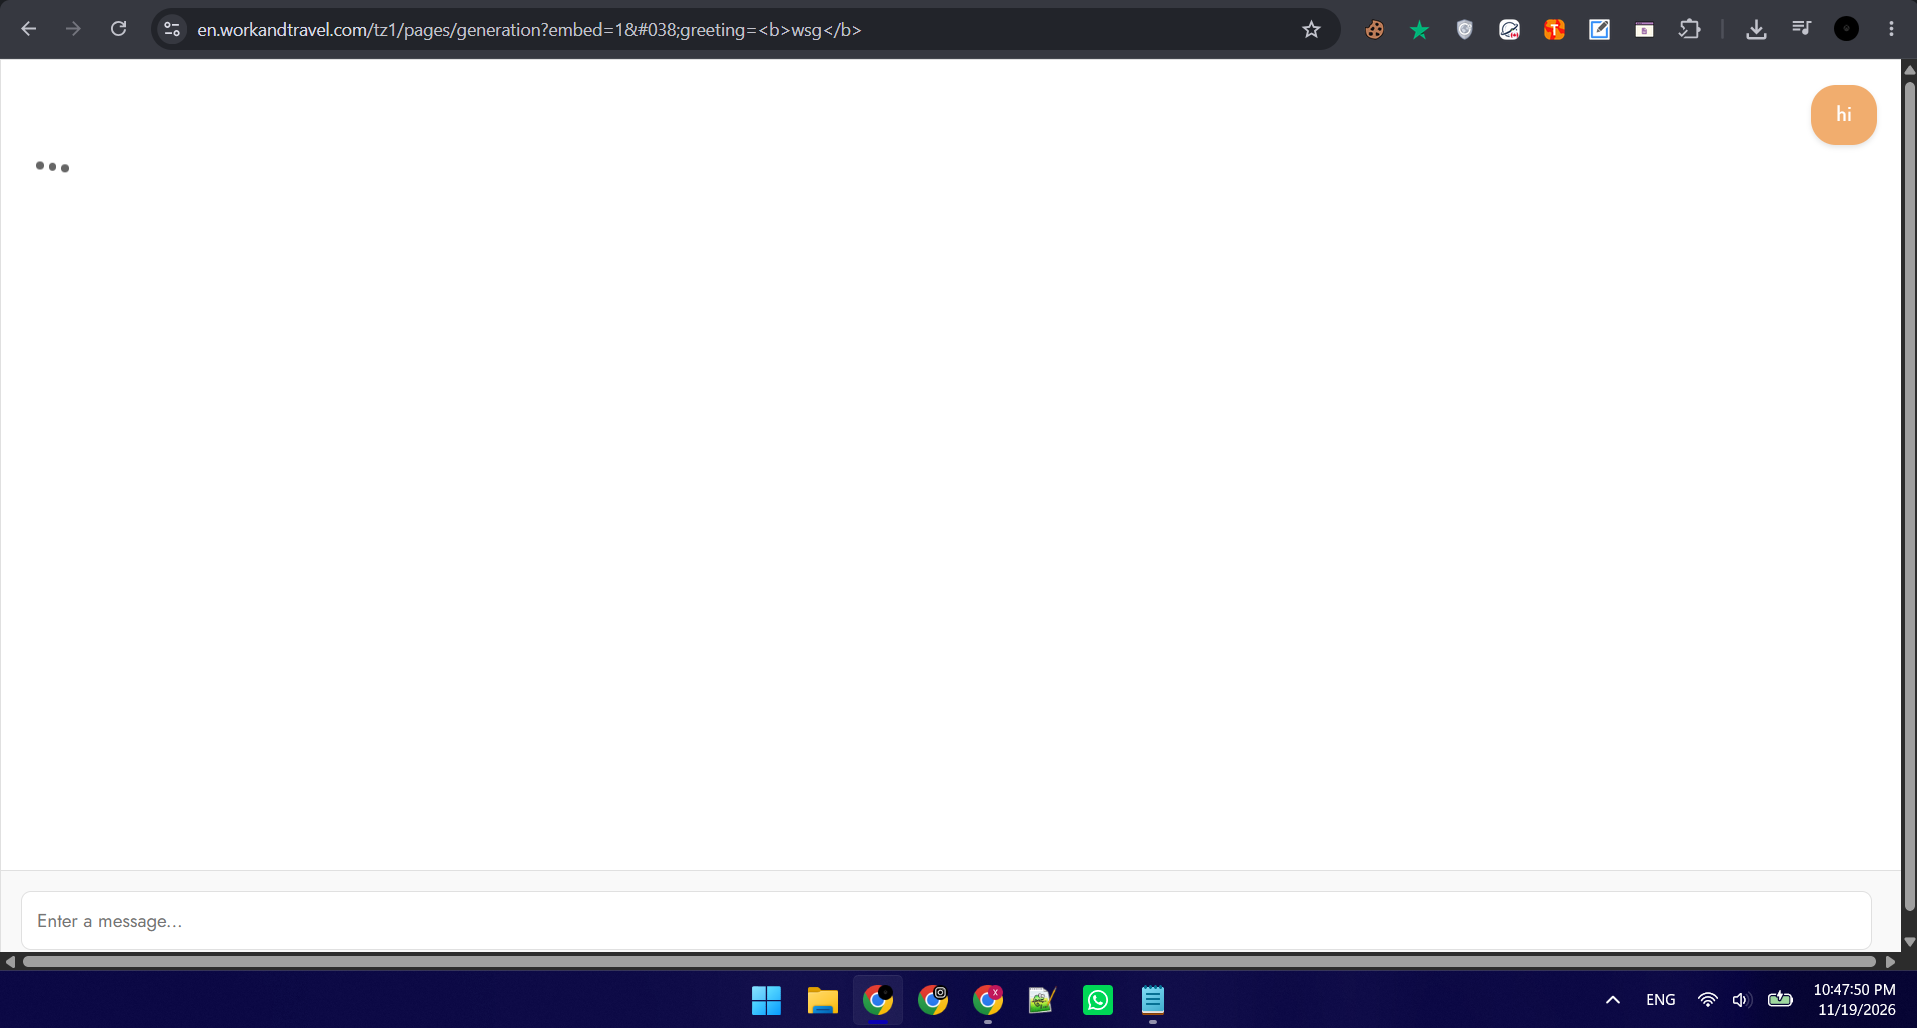 en.workandtravel.com/tz1/pages/generation?embed=1&#038;greeting=<b>wsg</b>
hi
Enter a message...
ENG
10:47:50 PM
11/19/2026